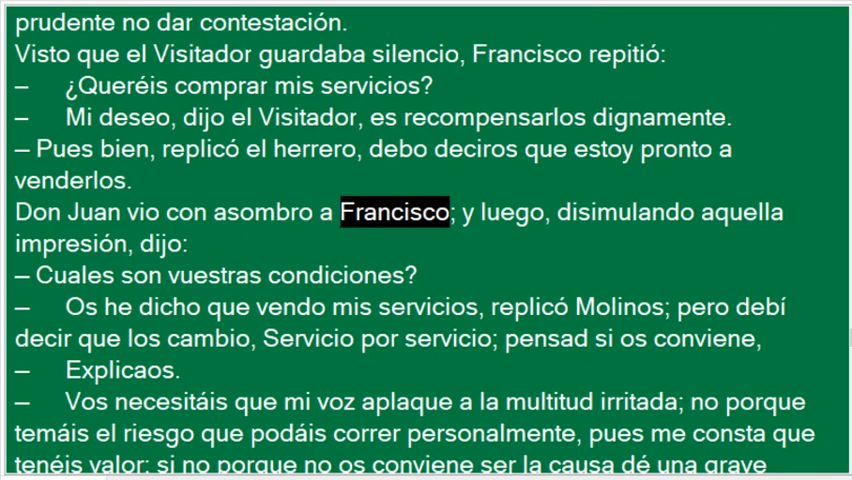 prudente no dar contestación.
Visto que el Visitador guardaba silencio, Francisco repitió:
– ¿Queréis comprar mis servicios?
– Mi deseo, dijo el Visitador, es recompensarlos dignamente.
– Pues bien, replicó el herrero, debo deciros que estoy pronto a
venderlos.
Don Juan vio con asombro a Francisco; y luego, disimulando aquella
impresión, dijo:
– Cuales son vuestras condiciones?
– Os he dicho que vendo mis servicios, replicó Molinos; pero debí
decir que los cambio, Servicio por servicio; pensad si os conviene,
– Explicaos.
– Vos necesitáis que mi voz aplaque a la multitud irritada; no porque
temáis el riesgo que podáis correr personalmente, pues me consta que
tenéis valor; si no porque no os conviene ser la causa dé una grave